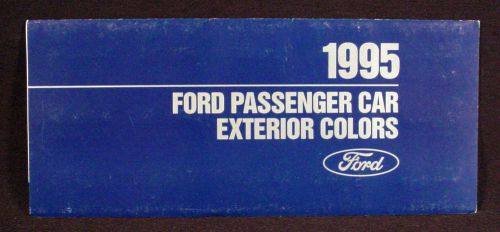 1995
FORD PASSENGER CAR
EXTERIOR COLORS
Ford